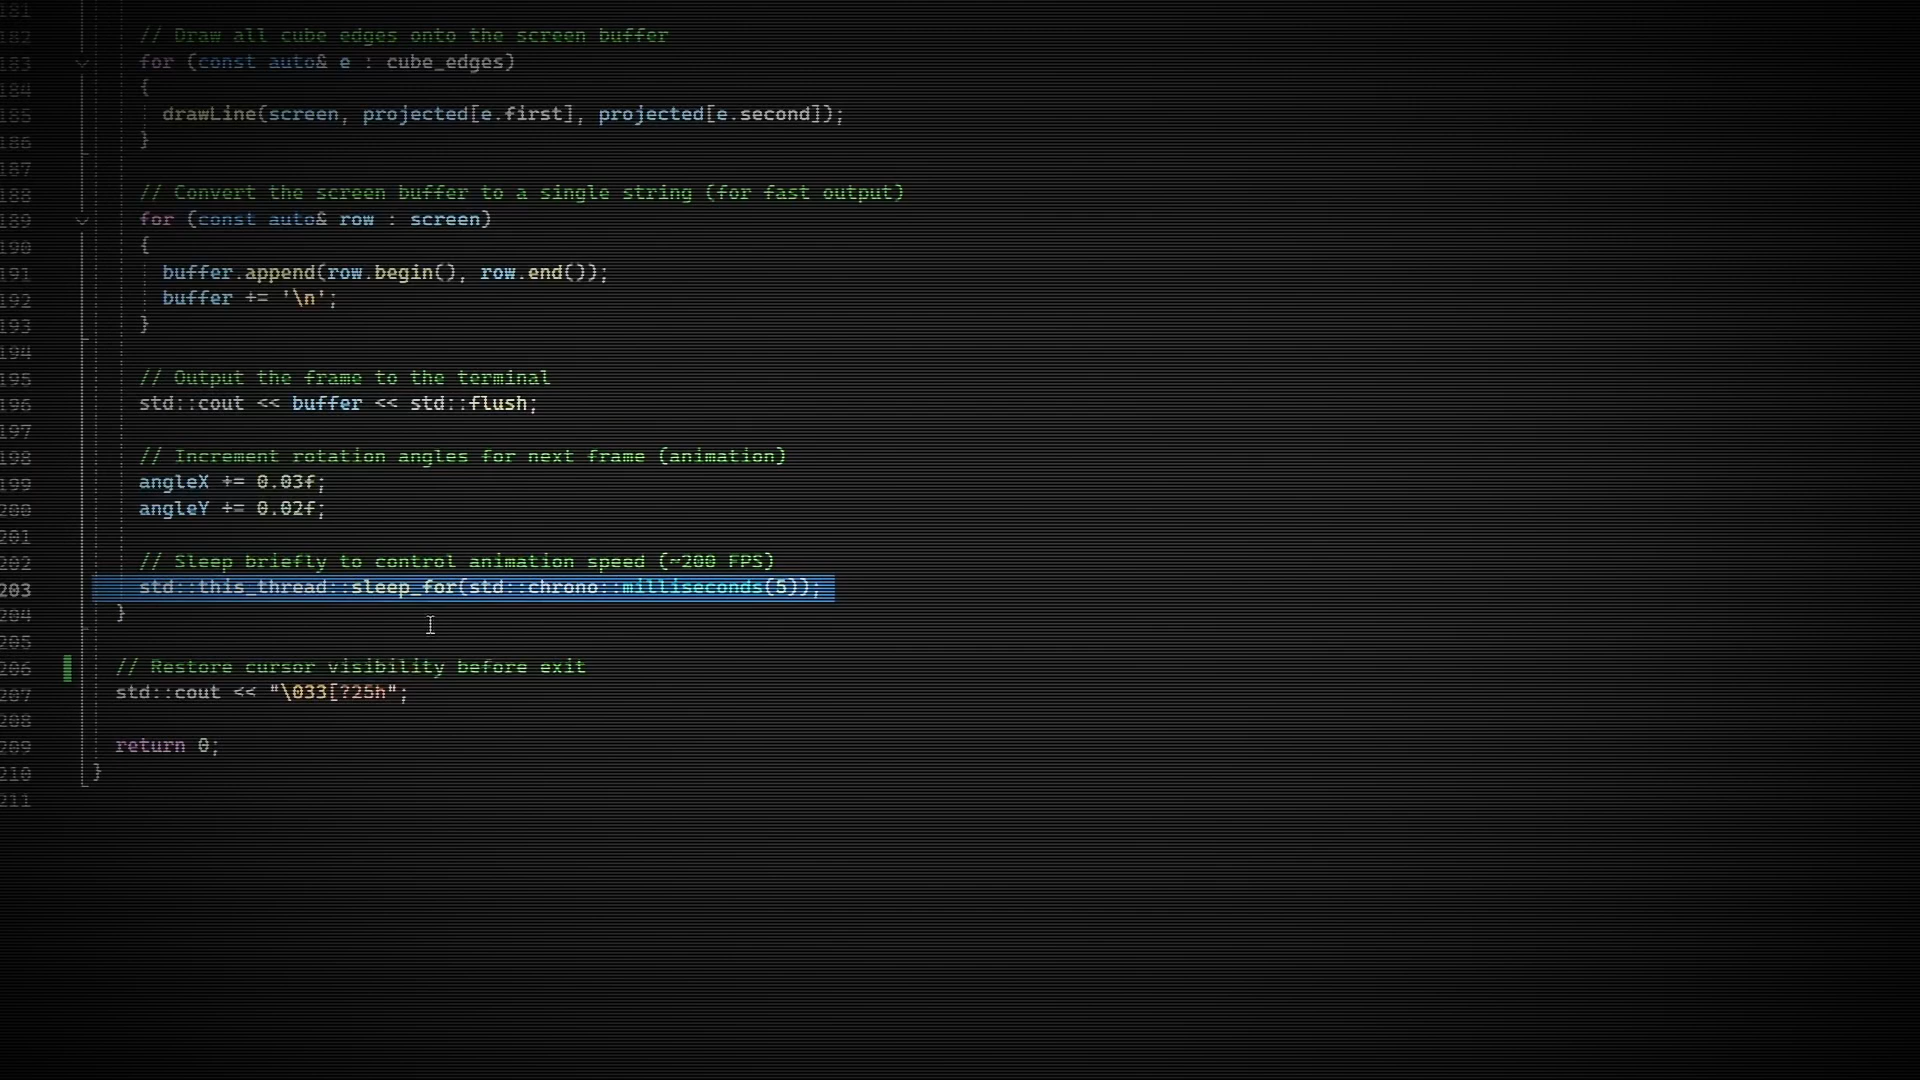 181
182 // Draw all cube edges onto the screen buffer
183 for (const auto& e : cube_edges)
184 {
185 drawLine(screen, projected[e.first], projected[e.second]);
186 }
187
188 // Convert the screen buffer to a single string (for fast output)
189 for (const auto& row : screen)
190 {
191 buffer.append(row.begin(), row.end());
192 buffer += '\n';
193 }
194
195 // Output the frame to the terminal
196 std::cout << buffer << std::flush;
197
198 // Increment rotation angles for next frame (animation)
199 angleX += 0.03f;
200 angleY += 0.02f;
201
202 // Sleep briefly to control animation speed (~200 FPS)
203 std::this_thread::sleep_for(std::chrono::milliseconds(5));
204 }
205
206 // Restore cursor visibility before exit
207 std::cout << "\033[?25h";
208
209 return 0;
210 }
211